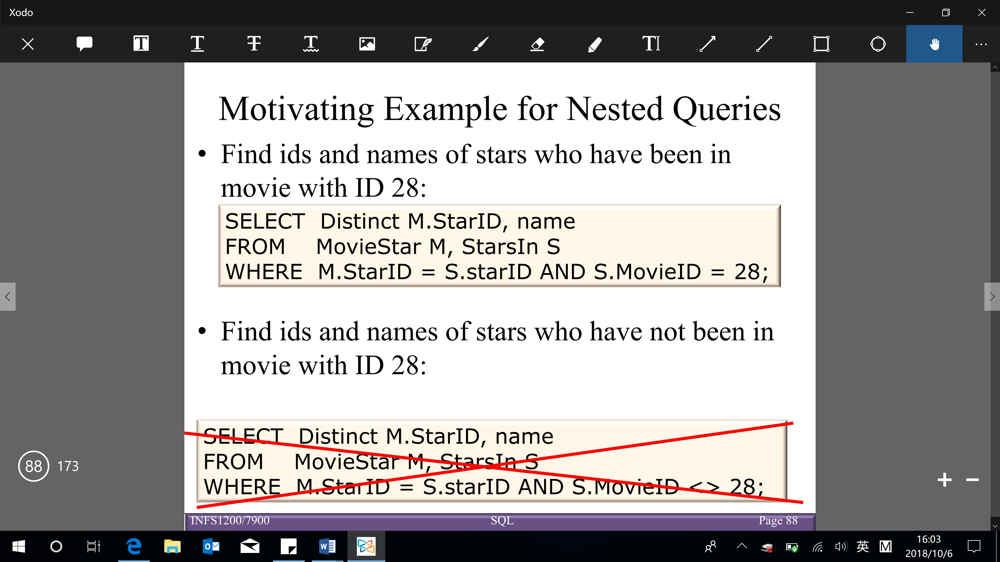 Xodo
Motivating Example for Nested Queries
• Find ids and names of stars who have been in
movie with ID 28:
SELECT Distinct M.StarID, name
FROM MovieStar M, StarsIn S
WHERE M.StarID = S.starID AND S.MovieID = 28;
• Find ids and names of stars who have not been in
movie with ID 28:
SELECT Distinct M.StarID, name
FROM MovieStar M, StarsIn S
WHERE M.StarID = S.starID AND S.MovieID <> 28;
88 173
INFS1200/7900 SQL Page 88
英 M 16:03
2018/10/6